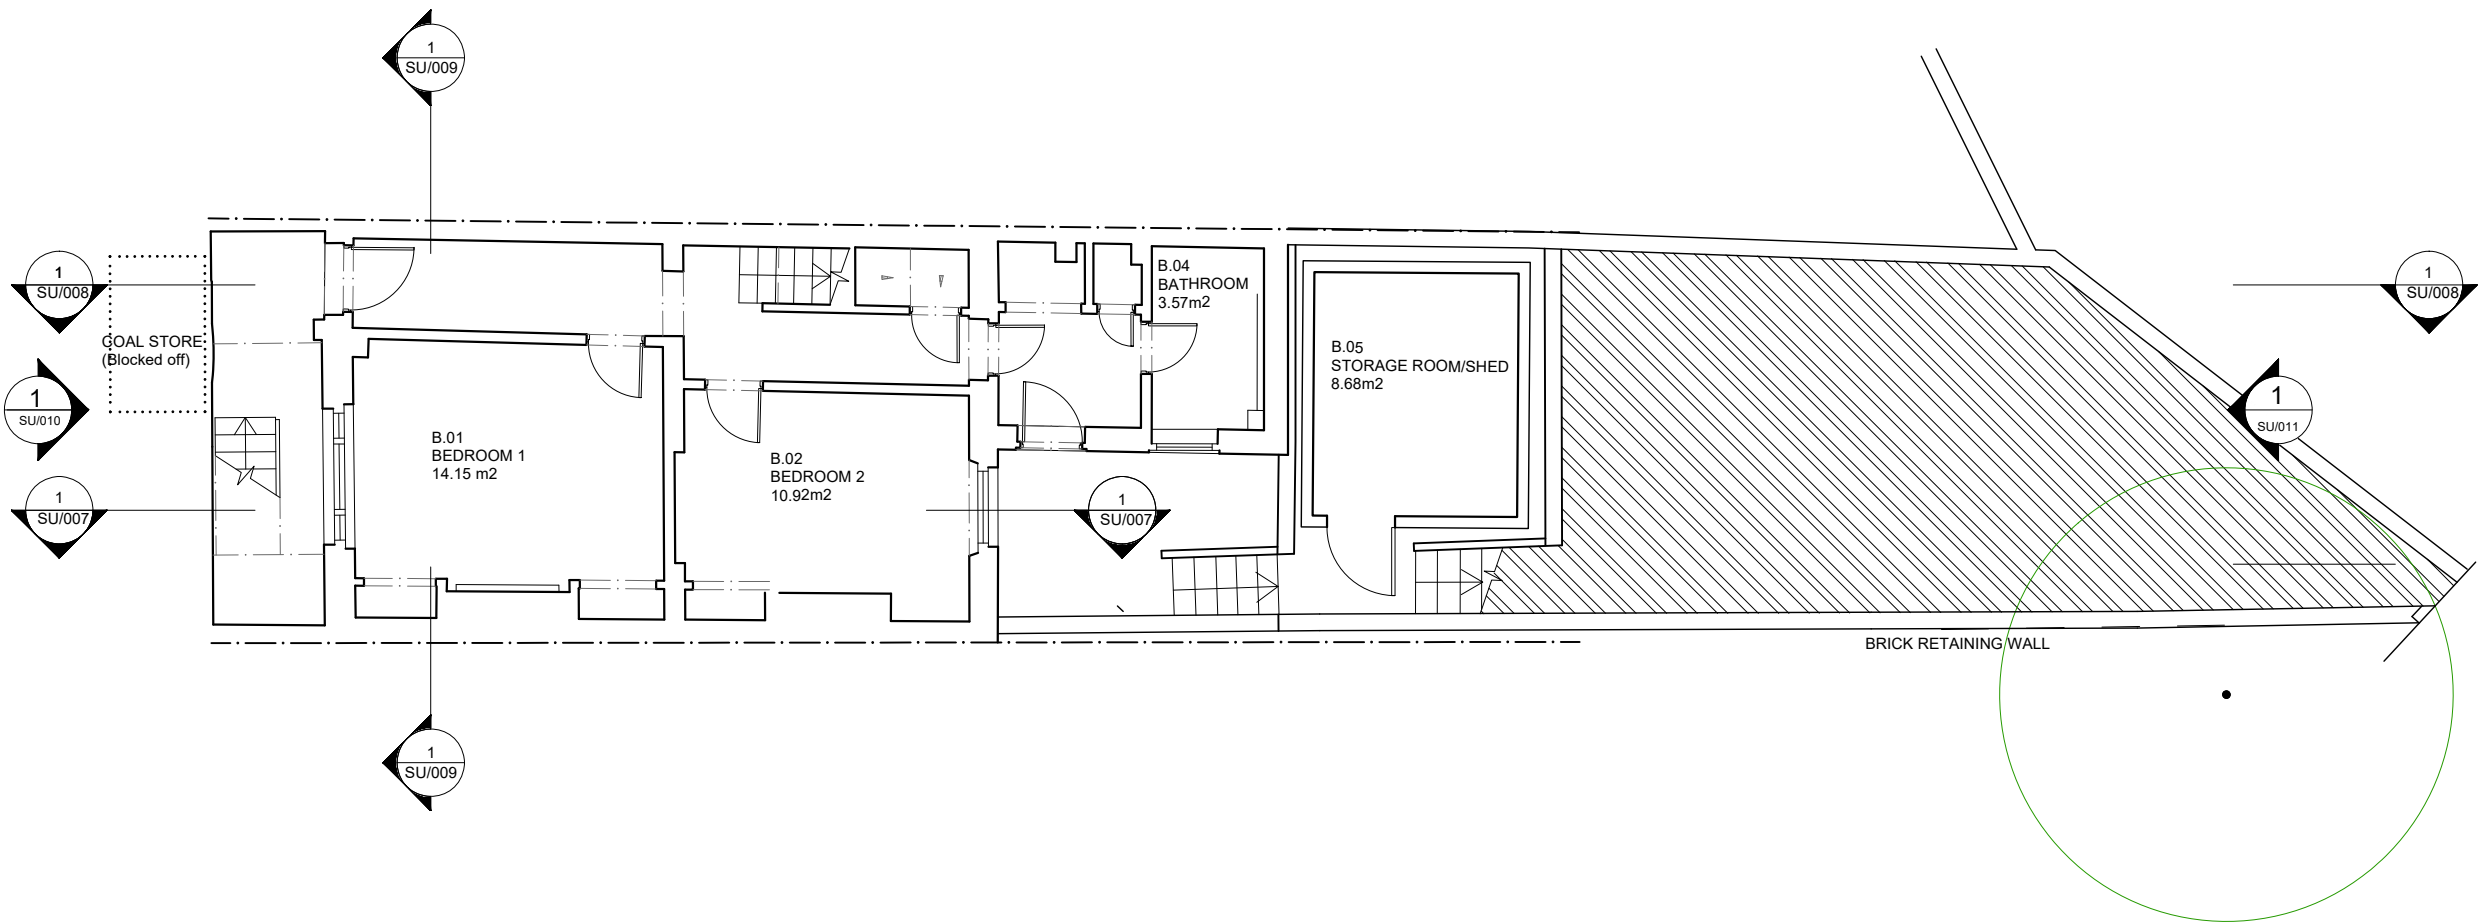 1
SU/009
1
SU/008
1
SU/008
COAL STORE
(Blocked off)
1
SU/010
1
SU/007
B.01
BEDROOM 1
14.15 m2
B.02
BEDROOM 2
10.92m2
B.04
BATHROOM
3.57m2
B.05
STORAGE ROOM/SHED
8.68m2
1
SU/007
1
SU/011
BRICK RETAINING WALL
1
SU/009